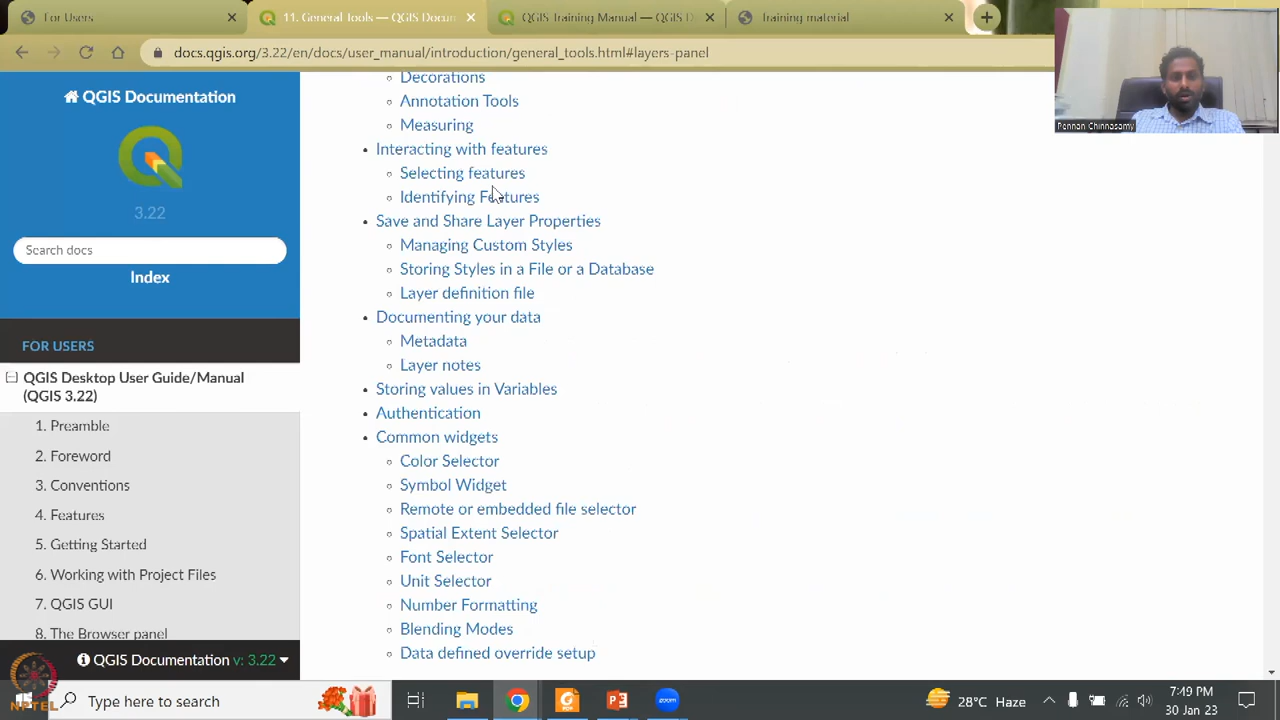 For Users
11. General Tools — QGIS Docum
QGIS Training Manual — QGIS D
Training material
docs.qgis.org/3.22/en/docs/user_manual/introduction/general_tools.html#layers-panel
Pennan Chinnasamy
QGIS Documentation
3.22
Search docs
Index
FOR USERS
QGIS Desktop User Guide/Manual
(QGIS 3.22)
1. Preamble
2. Foreword
3. Conventions
4. Features
5. Getting Started
6. Working with Project Files
7. QGIS GUI
8. The Browser panel
QGIS Documentation v: 3.22
Decorations
Annotation Tools
Measuring
Interacting with features
Selecting features
Identifying Features
Save and Share Layer Properties
Managing Custom Styles
Storing Styles in a File or a Database
Layer definition file
Documenting your data
Metadata
Layer notes
Storing values in Variables
Authentication
Common widgets
Color Selector
Symbol Widget
Remote or embedded file selector
Spatial Extent Selector
Font Selector
Unit Selector
Number Formatting
Blending Modes
Data defined override setup
NPTEL
Type here to search
28°C Haze
7:49 PM
30 Jan 23